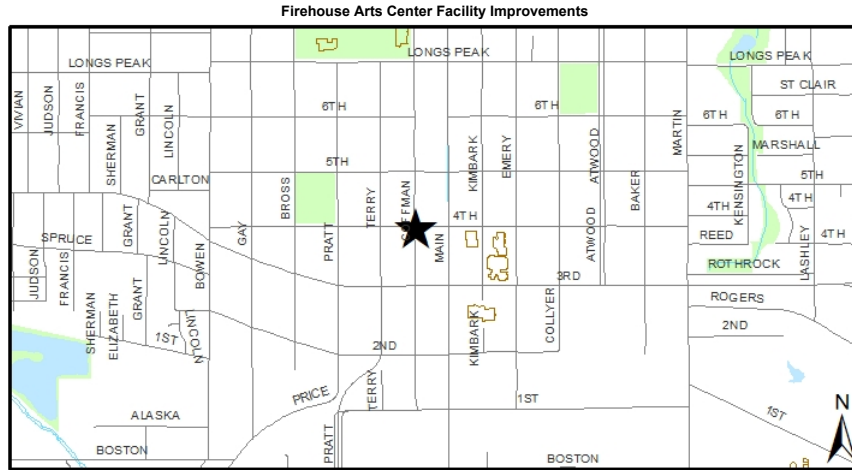 Firehouse Arts Center Facility Improvements
LONGS PEAK
LONGS PEAK
LONGS PEAK
ST CLAIR
VIVIAN
JUDSON
FRANCIS
GRANT
LINCOLN
SHERMAN
6TH
6TH
MARTIN
6TH
6TH
MARSHALL
5TH
5TH
CARLTON
BROSS
TERRY
COFFMAN
KIMBARK
EMERY
ATWOOD
BAKER
KENSINGTON
4TH
4TH
4TH
4TH
REED
LASHLEY
ROTHROCK
SPRUCE
GRANT
LINCOLN
GAY
PRATT
MAIN
ATWOOD
BOWEN
JUDSON
FRANCIS
3RD
ROGERS
2ND
SHERMAN
ELIZABETH
GRANT
1ST
LINCOLN
2ND
KIMBARK
COLLYER
PRICE
TERRY
1ST
1ST
ALASKA
BOSTON
PRATT
BOSTON
N